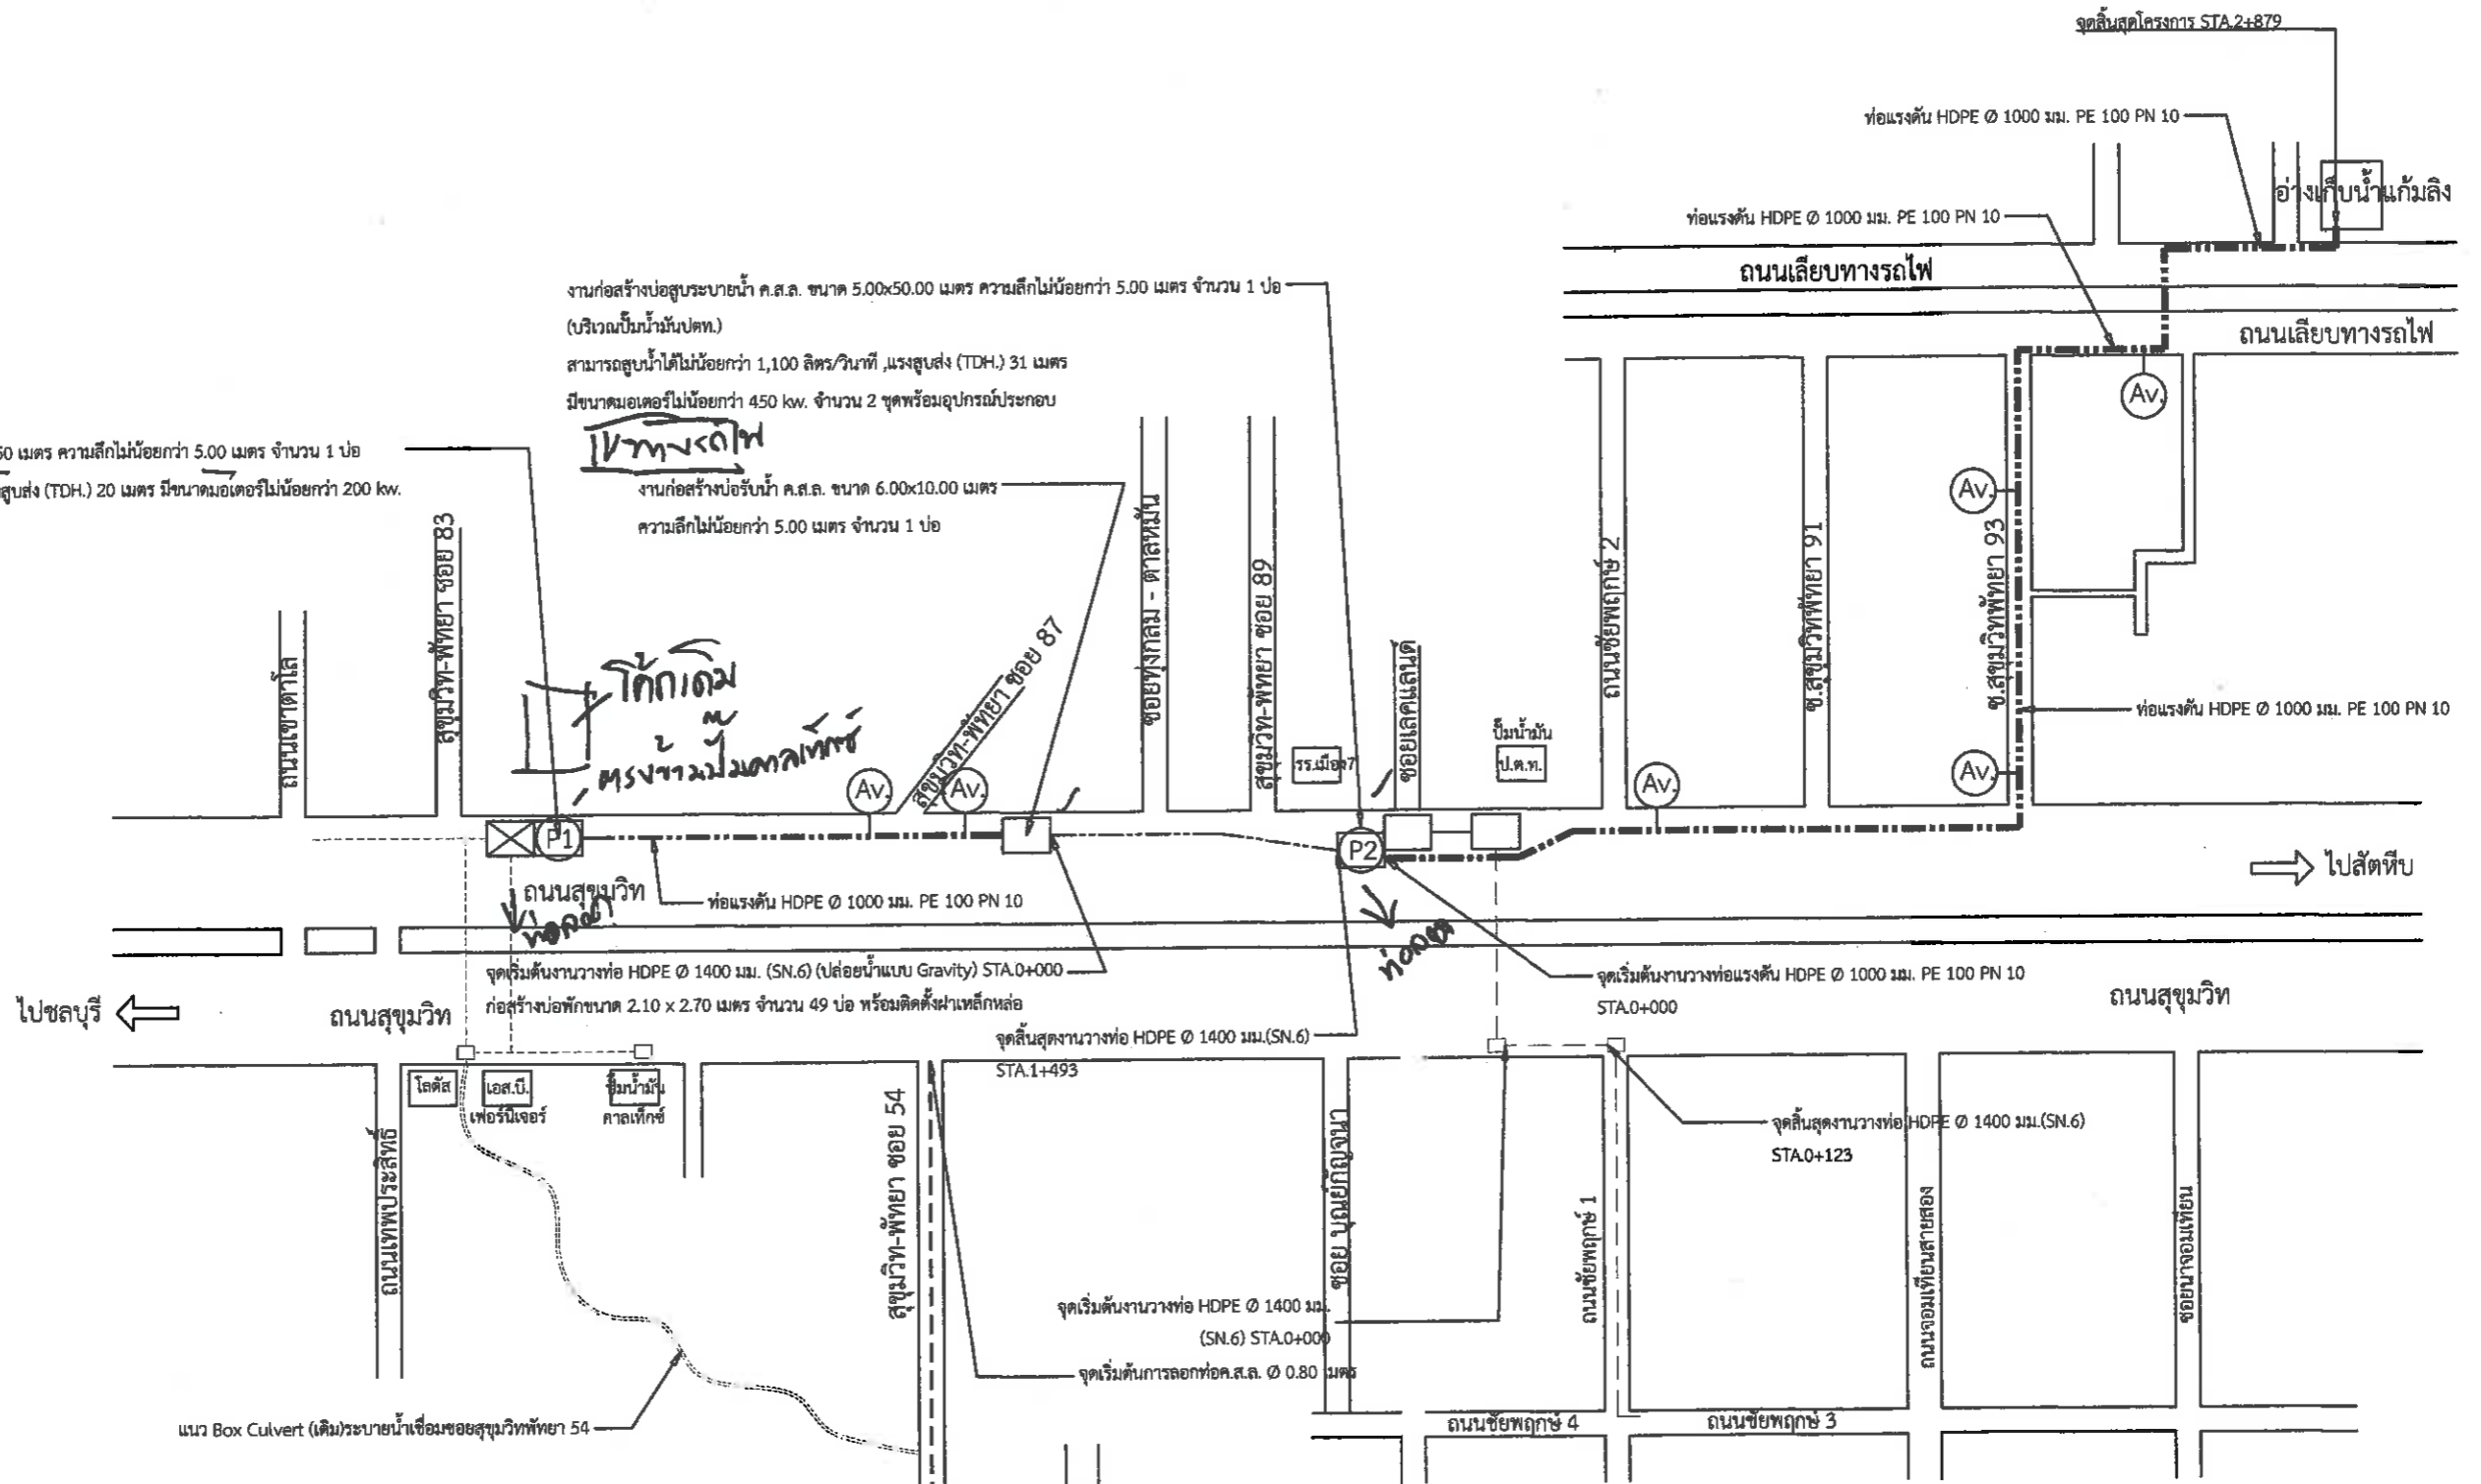 จุดสิ้นสุดโครงการ STA.2+879
ท่อแรงดัน HDPE Ø 1000 มม. PE 100 PN 10
อ่างเก็บน้ำแก้มลิง
ท่อแรงดัน HDPE Ø 1000 มม. PE 100 PN 10
ถนนเลียบทางรถไฟ
ถนนเลียบทางรถไฟ
งานก่อสร้างบ่อสูบระบายน้ำ ค.ส.ล. ขนาด 5.00x50.00 เมตร ความลึกไม่น้อยกว่า 5.00 เมตร จำนวน 1 บ่อ
(บริเวณปั๊มน้ำมันปตท.)
สามารถสูบน้ำได้ไม่น้อยกว่า 1,100 ลิตร/วินาที ,แรงสูบส่ง (TDH.) 31 เมตร
มีขนาดมอเตอร์ไม่น้อยกว่า 450 kw. จำนวน 2 ชุดพร้อมอุปกรณ์ประกอบ
ทางรถไฟ
50 เมตร ความลึกไม่น้อยกว่า 5.00 เมตร จำนวน 1 บ่อ
สูบส่ง (TDH.) 20 เมตร มีขนาดมอเตอร์ไม่น้อยกว่า 200 kw.
งานก่อสร้างบ่อรับน้ำ ค.ส.ล. ขนาด 6.00x10.00 เมตร
ความลึกไม่น้อยกว่า 5.00 เมตร จำนวน 1 บ่อ
ถนนเขาตาโล
สุขุมวิท-พัทยา ซอย 83
โค้กเดิม
ตรงข้ามปั๊มคาลเท็กซ์
สุขุมวิท-พัทยา ซอย 87
ซอยทุ่งกลม - ตาลหมัน
สุขุมวิท-พัทยา ซอย 89
รร.เมือง7
ซอยเลคแลนด์
ปั๊มน้ำมัน
ป.ต.ท.
ถนนชัยพฤกษ์ 2
ซ.สุขุมวิทพัทยา 91
ซ.สุขุมวิทพัทยา 93
ท่อแรงดัน HDPE Ø 1000 มม. PE 100 PN 10
Av.
Av.
Av.
Av.
Av.
Av.
P1
P2
ไปสัตหีบ
ถนนสุขุมวิท
ท่อแรงดัน HDPE Ø 1000 มม. PE 100 PN 10
ท่อลอด
ท่อลอด
จุดเริ่มต้นงานวางท่อ HDPE Ø 1400 มม. (SN.6) (ปล่อยน้ำแบบ Gravity) STA.0+000
ก่อสร้างบ่อพักขนาด 2.10 x 2.70 เมตร จำนวน 49 บ่อ พร้อมติดตั้งฝาเหล็กหล่อ
จุดเริ่มต้นงานวางท่อแรงดัน HDPE Ø 1000 มม. PE 100 PN 10
STA.0+000
ไปชลบุรี
ถนนสุขุมวิท
ถนนสุขุมวิท
จุดสิ้นสุดงานวางท่อ HDPE Ø 1400 มม.(SN.6)
STA.1+493
โลตัส
เอส.บี.
เฟอร์นิเจอร์
ปั๊มน้ำมัน
คาลเท็กซ์
จุดสิ้นสุดงานวางท่อ HDPE Ø 1400 มม.(SN.6)
STA.0+123
ถนนเทพประสิทธิ์
สุขุมวิท-พัทยา ซอย 54
ซอย บุณย์กัญจนา
ถนนชัยพฤกษ์ 1
ถนนจอมเทียนสายสอง
ซอยนาจอมเทียน
จุดเริ่มต้นงานวางท่อ HDPE Ø 1400 มม.
(SN.6) STA.0+000
จุดเริ่มต้นการลอกท่อค.ส.ล. Ø 0.80 เมตร
แนว Box Culvert (เดิม)ระบายน้ำเชื่อมซอยสุขุมวิทพัทยา 54
ถนนชัยพฤกษ์ 4
ถนนชัยพฤกษ์ 3